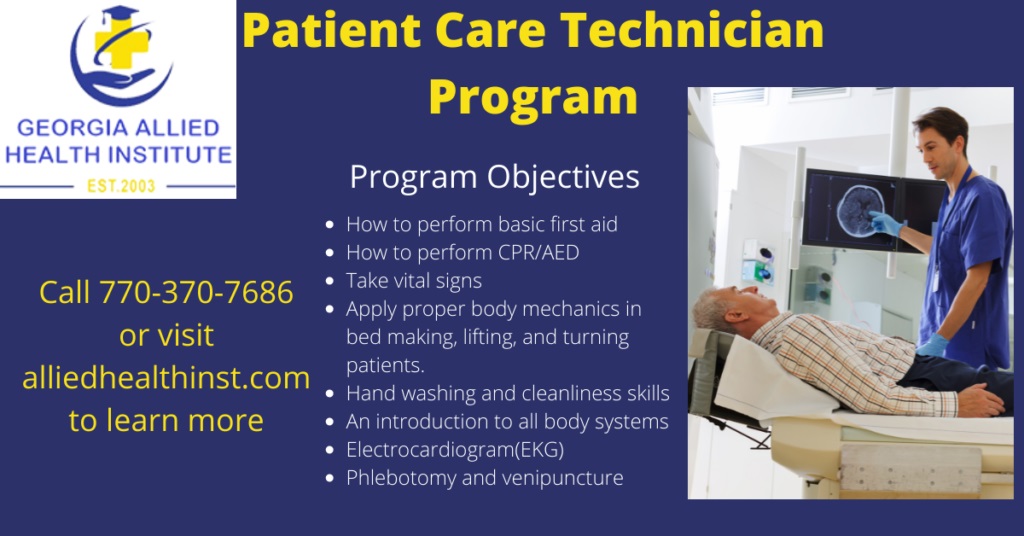 GEORGIA ALLIED
HEALTH INSTITUTE
EST.2003
Patient Care Technician
Program
Program Objectives
• How to perform basic first aid
• How to perform CPR/AED
• Take vital signs
• Apply proper body mechanics in
bed making, lifting, and turning
patients.
• Hand washing and cleanliness skills
• An introduction to all body systems
• Electrocardiogram(EKG)
• Phlebotomy and venipuncture
Call 770-370-7686
or visit
alliedhealthinst.com
to learn more